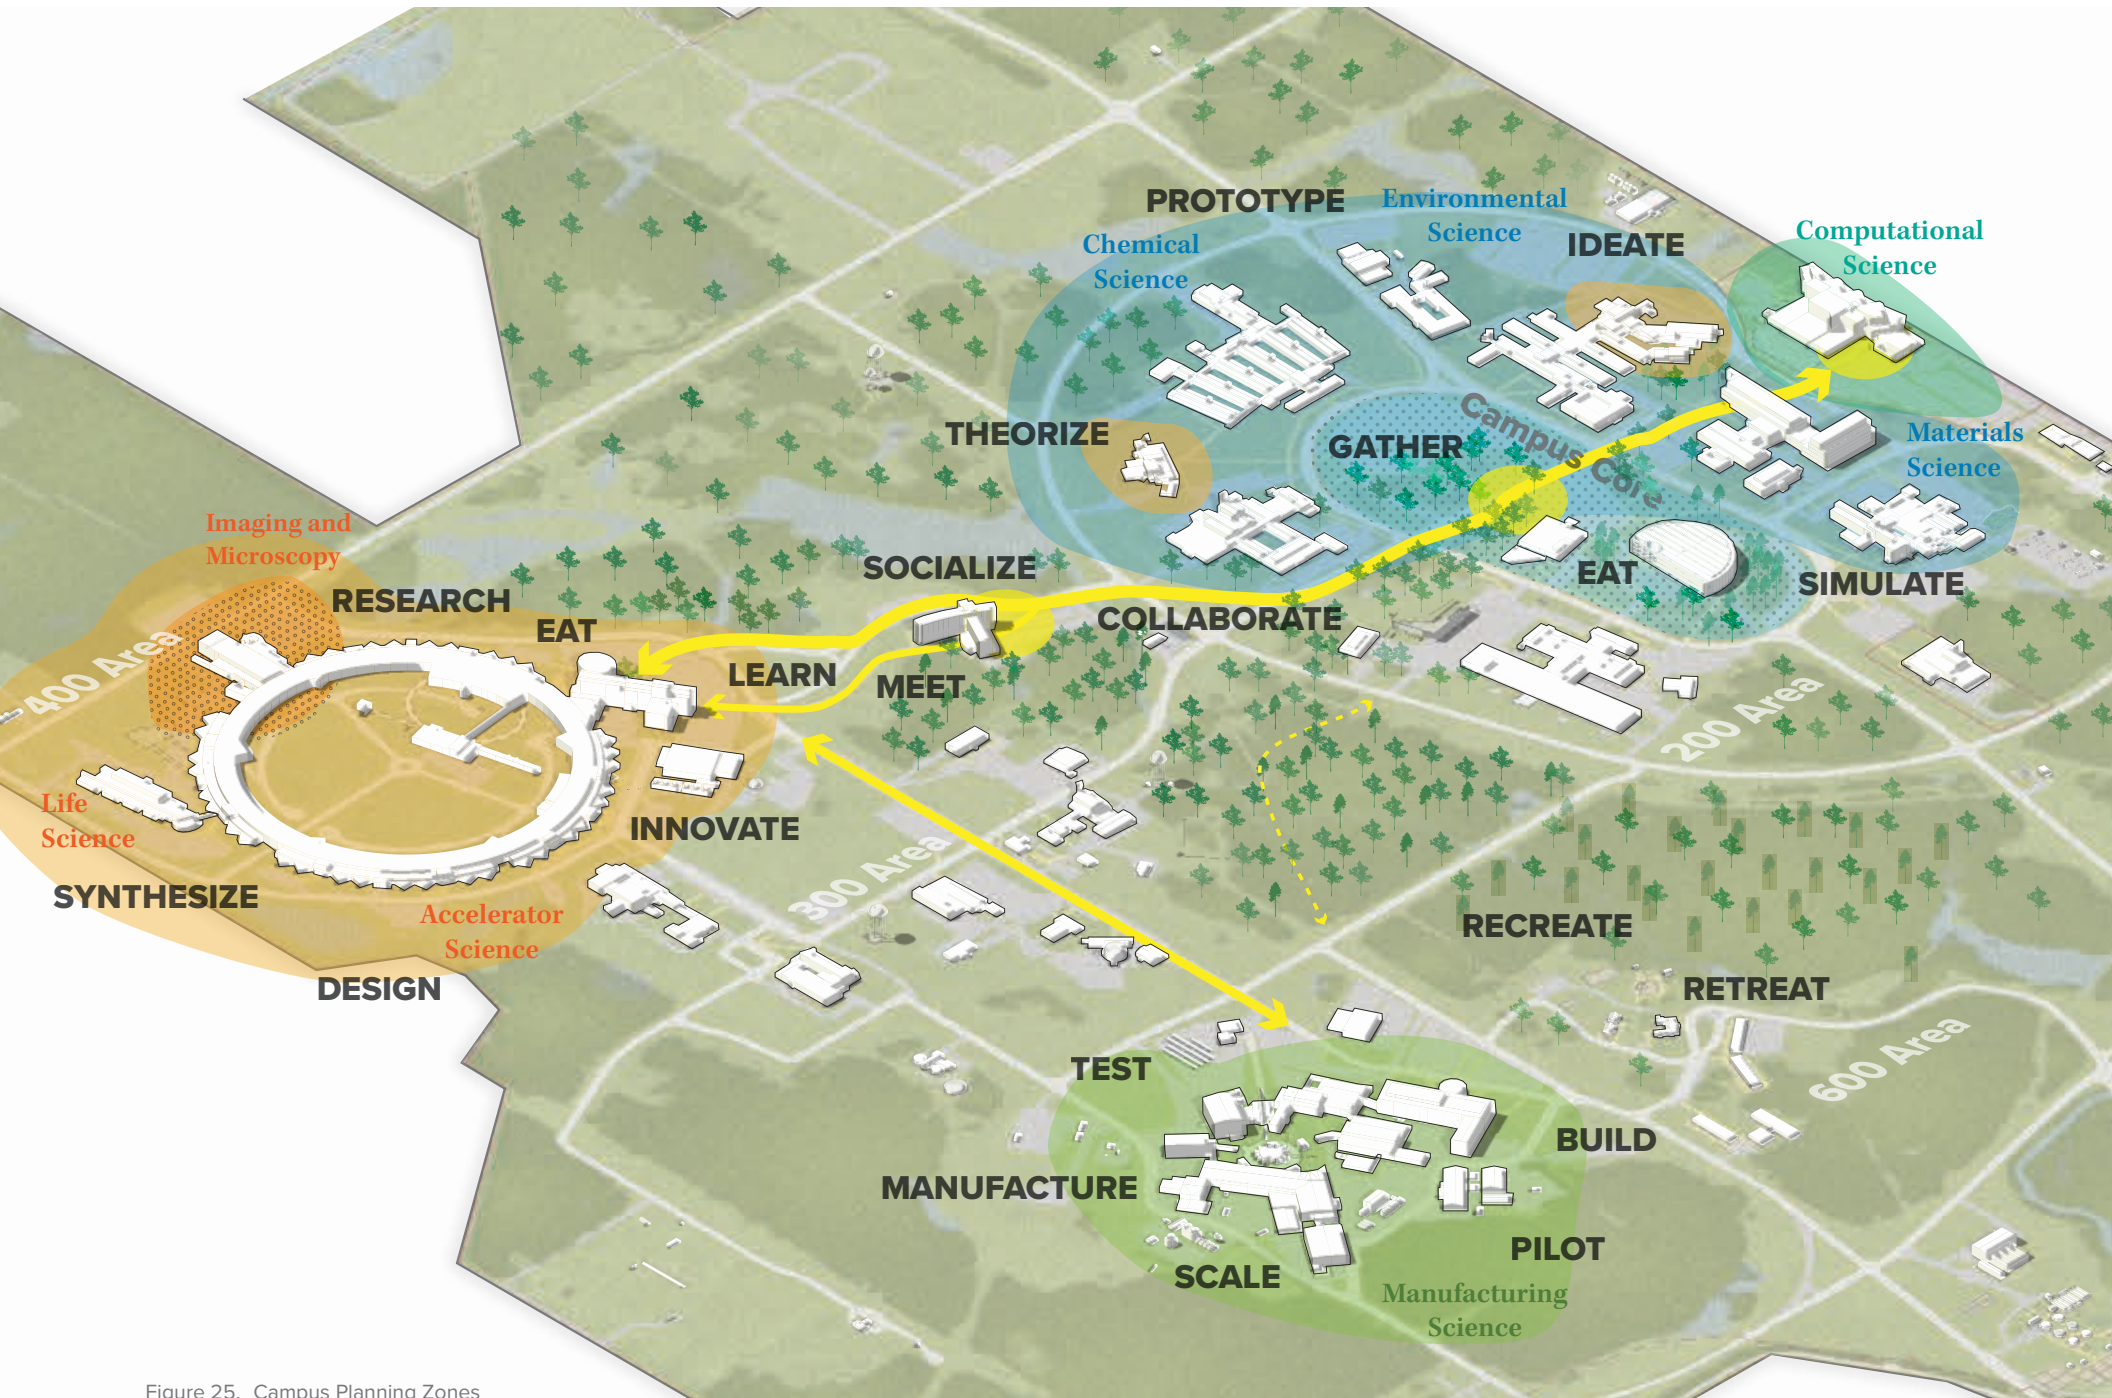 PROTOTYPE
Environmental
Science
IDEATE
Computational
Science
Chemical
Science
THEORIZE
GATHER
Campus Core
Materials
Science
Imaging and
Microscopy
RESEARCH
EAT
SOCIALIZE
COLLABORATE
EAT
SIMULATE
400 Area
LEARN
MEET
200 Area
Life
Science
INNOVATE
300 Area
SYNTHESIZE
Accelerator
Science
DESIGN
RECREATE
RETREAT
600 Area
TEST
BUILD
MANUFACTURE
PILOT
SCALE
Manufacturing
Science
Figure 25. Campus Planning Zones